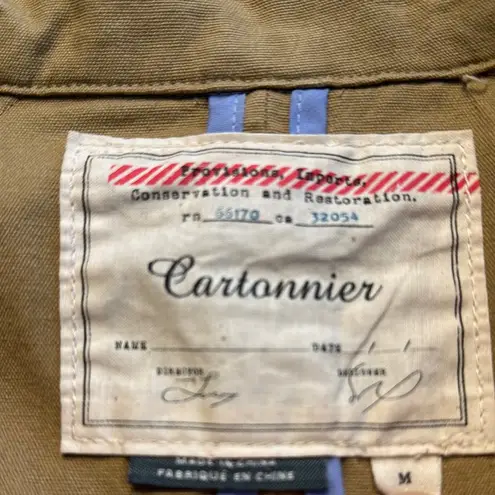 Provisions, Imports,
Conservation and Restoration.
rn 55170 ca 32054
Cartonnier
NAME DATE / /
DIRECTOR DESIGNER
MADE IN CHINA
FABRIQUÉ EN CHINE
M